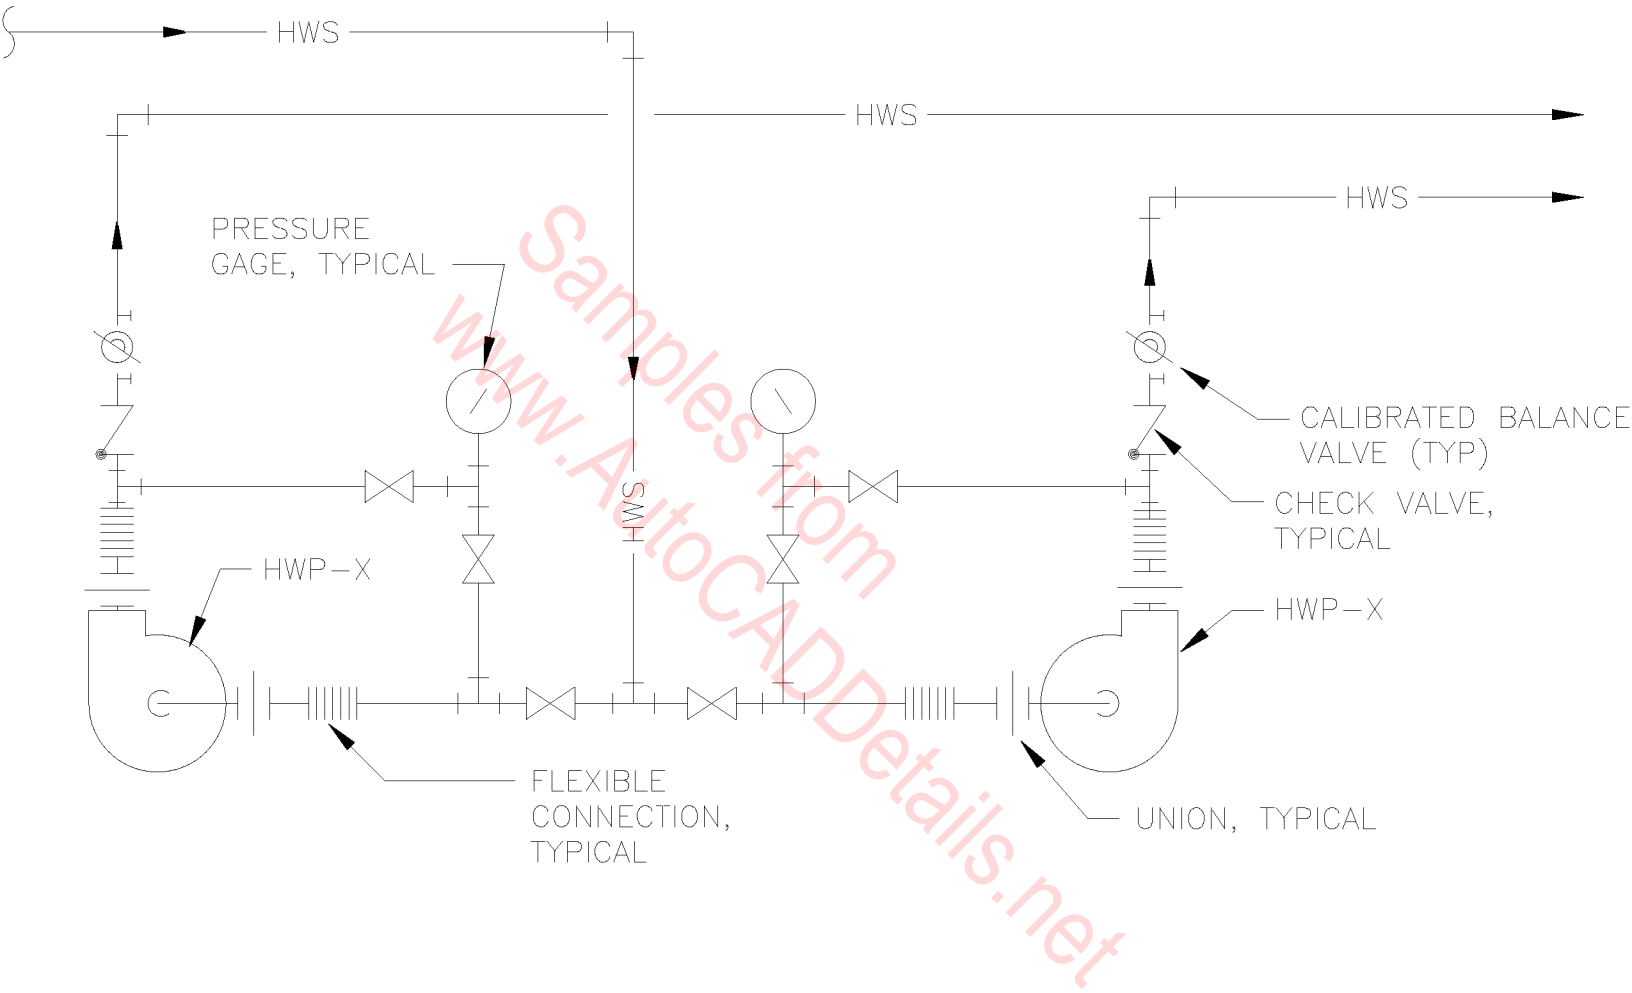 HWS
HWS
HWS
PRESSURE
GAGE, TYPICAL
CALIBRATED BALANCE
VALVE (TYP)
CHECK VALVE,
TYPICAL
HWS
HWP-X
HWP-X
FLEXIBLE
CONNECTION,
TYPICAL
UNION, TYPICAL
Samples from
www.AutoCADDetails.net